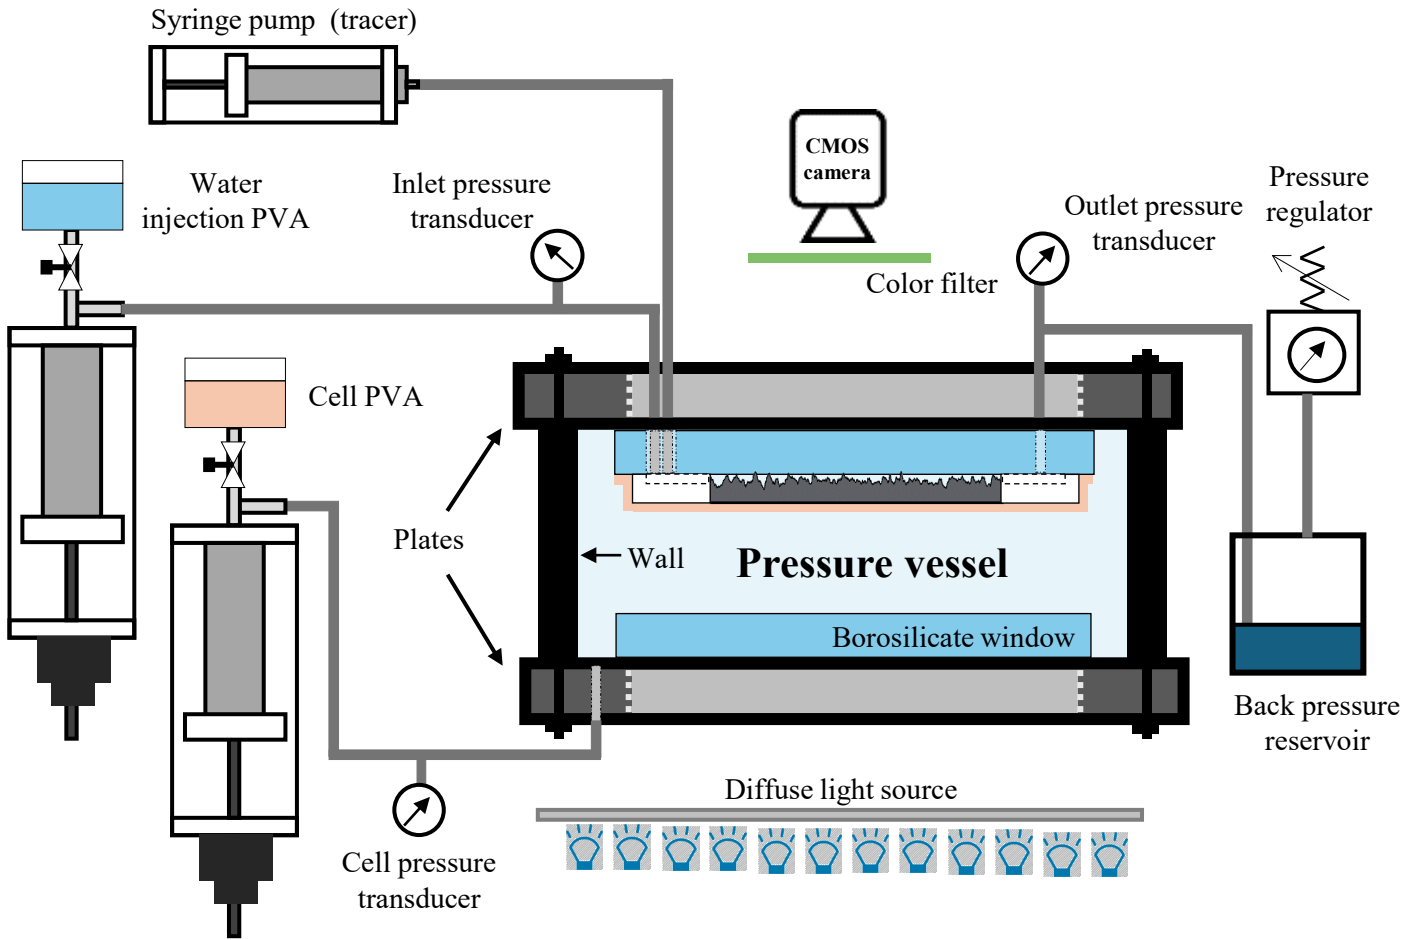 Syringe pump (tracer)
CMOS
camera
Water
injection PVA
Inlet pressure
transducer
Outlet pressure
transducer
Pressure
regulator
Color filter
Cell PVA
Plates
Wall
Pressure vessel
Borosilicate window
Back pressure
reservoir
Diffuse light source
Cell pressure
transducer